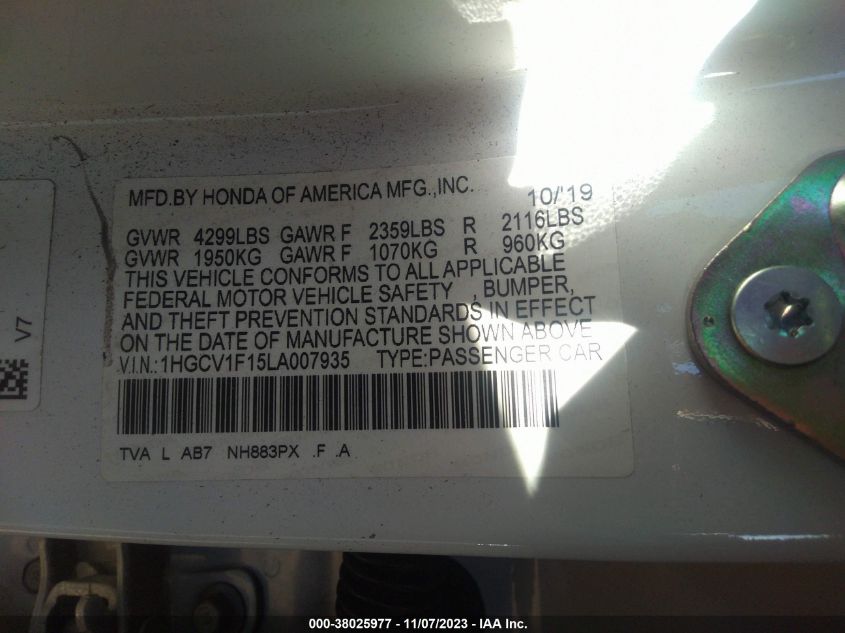 MFD.BY HONDA OF AMERICA MFG.,INC. 10/'19
GVWR 4299LBS GAWR F 2359LBS R 2116LBS
GVWR 1950KG GAWR F 1070KG R 960KG
THIS VEHICLE CONFORMS TO ALL APPLICABLE
FEDERAL MOTOR VEHICLE SAFETY , BUMPER,
AND THEFT PREVENTION STANDARDS IN EFFECT
ON THE DATE OF MANUFACTURE SHOWN ABOVE
V.I.N.:1HGCV1F15LA007935 TYPE:PASSENGER CAR
TVA L AB7 NH883PX .F .A
V7
000-38025977 - 11/07/2023 - IAA Inc.